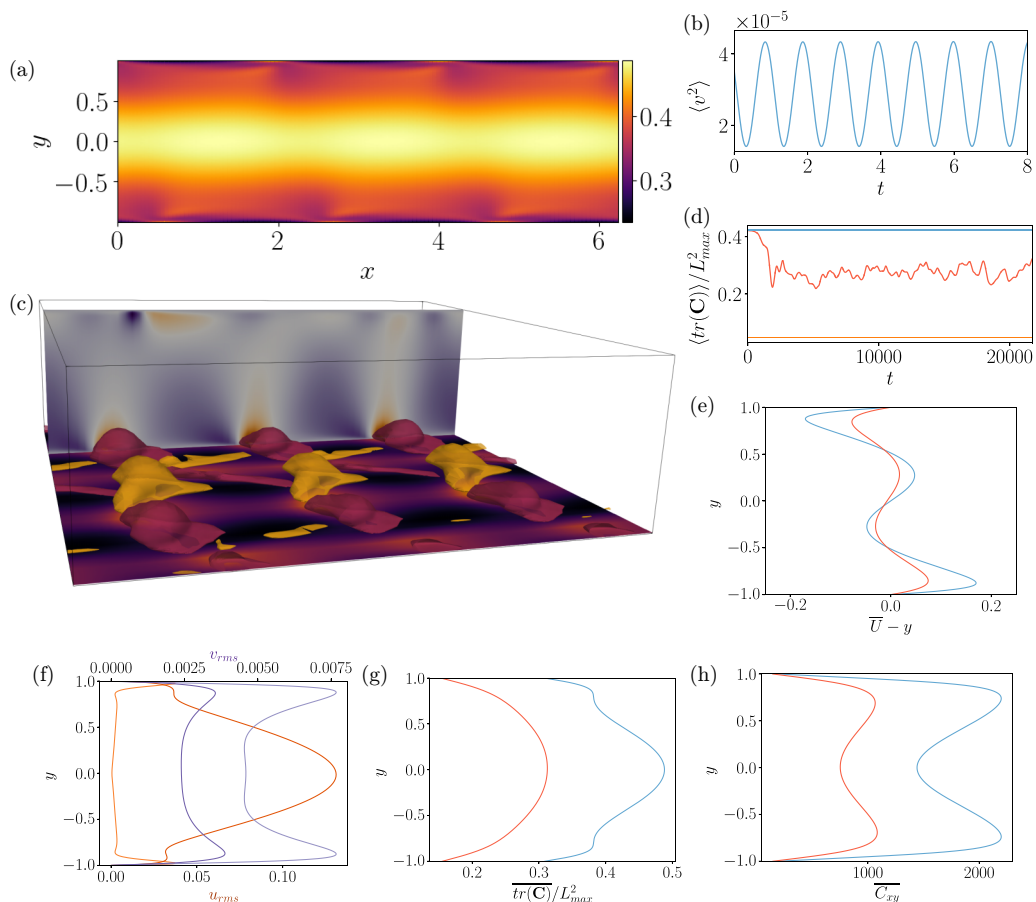 (a)
y
0.5
0.0
−0.5
0
2
4
6
x
0.4
0.3
(b)
×10⁻⁵
⟨v²⟩
4
2
0
2
4
6
8
t
(c)
(d)
⟨tr(C)⟩/L²ₘₐₓ
0.4
0.2
0
10000
20000
t
(e)
y
1.0
0.5
0.0
−0.5
−1.0
−0.2
0.0
0.2
U̅ − y
(f)
v_rms
0.0000
0.0025
0.0050
0.0075
y
1.0
0.5
0.0
−0.5
−1.0
0.00
0.05
0.10
u_rms
(g)
y
1.0
0.5
0.0
−0.5
−1.0
0.2
0.3
0.4
0.5
tr(C)/L²ₘₐₓ
(h)
y
1.0
0.5
0.0
−0.5
−1.0
1000
2000
C_xy